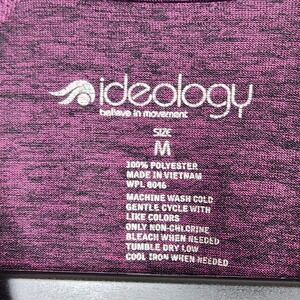 ideology
believe in movement
SIZE
M
100% POLYESTER
MADE IN VIETNAM
WPL 8046
MACHINE WASH COLD
GENTLE CYCLE WITH
LIKE COLORS
ONLY NON-CHLORINE
BLEACH WHEN NEEDED
TUMBLE DRY LOW
COOL IRON WHEN NEEDED